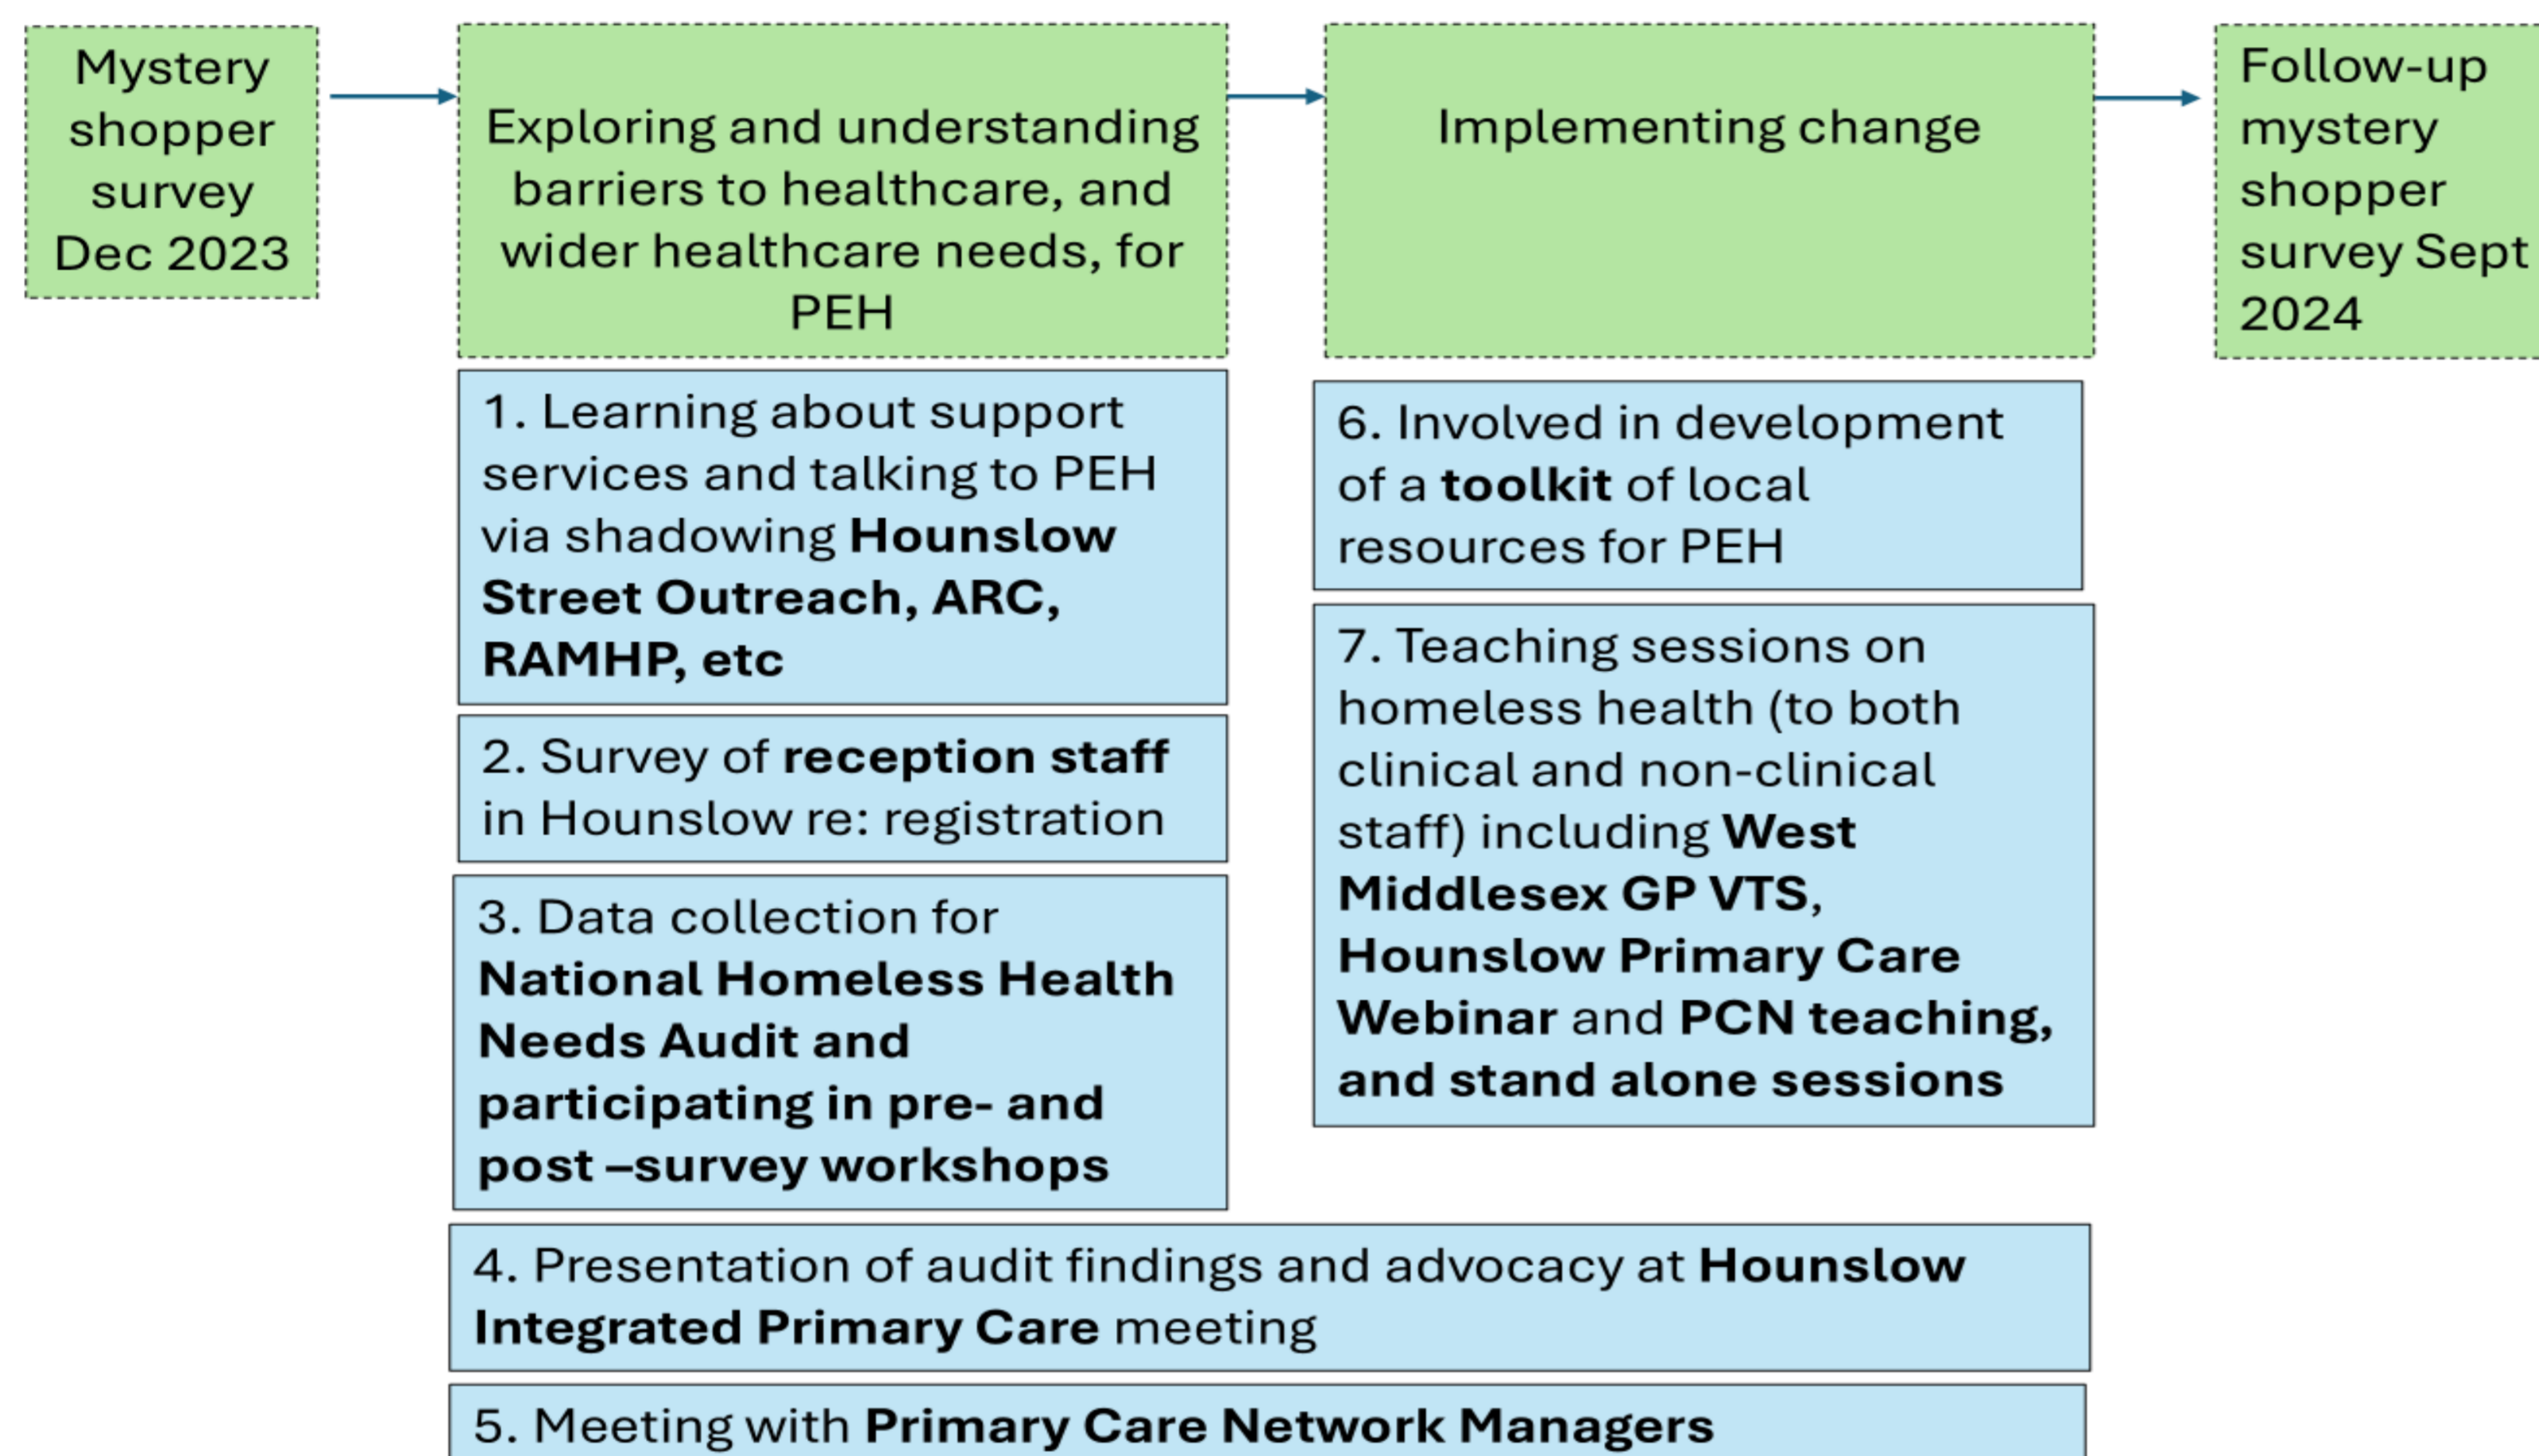 Mystery
shopper
survey
Dec 2023
Exploring and understanding
barriers to healthcare, and
wider healthcare needs, for
PEH
Implementing change
Follow-up
mystery
shopper
survey Sept
2024
1. Learning about support
services and talking to PEH
via shadowing Hounslow
Street Outreach, ARC,
RAMHP, etc
2. Survey of reception staff
in Hounslow re: registration
3. Data collection for
National Homeless Health
Needs Audit and
participating in pre- and
post –survey workshops
4. Presentation of audit findings and advocacy at Hounslow
Integrated Primary Care meeting
5. Meeting with Primary Care Network Managers
6. Involved in development
of a toolkit of local
resources for PEH
7. Teaching sessions on
homeless health (to both
clinical and non-clinical
staff) including West
Middlesex GP VTS,
Hounslow Primary Care
Webinar and PCN teaching,
and stand alone sessions